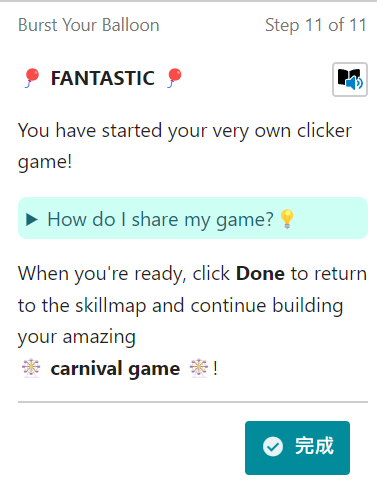 Burst Your Balloon Step 11 of 11
🎈 FANTASTIC 🎈
You have started your very own clicker
game!
▶ How do I share my game?💡
When you're ready, click Done to return
to the skillmap and continue building
your amazing
🎡 carnival game 🎡!
完成